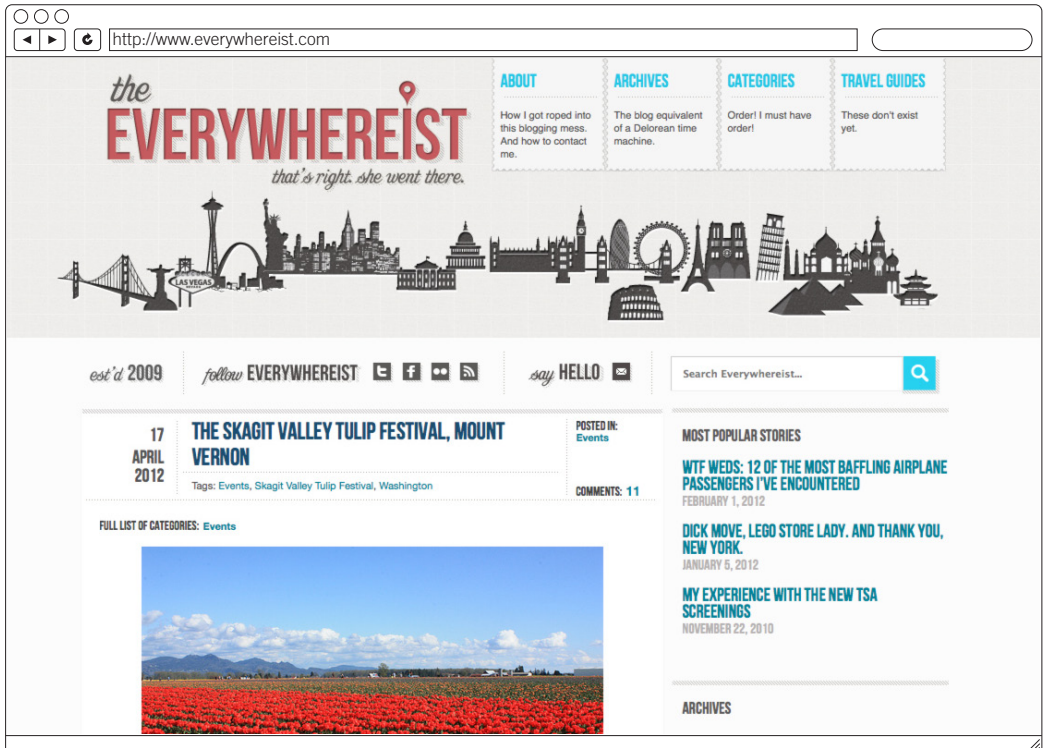 http://www.everywhereist.com
the
EVERYWHEREIST
that's right. she went there.
ABOUT
How I got roped into
this blogging mess.
And how to contact
me.
ARCHIVES
The blog equivalent
of a Delorean time
machine.
CATEGORIES
Order! I must have
order!
TRAVEL GUIDES
These don't exist
yet.
LAS VEGAS
est'd 2009
follow EVERYWHEREIST
say HELLO
Search Everywhereist...
17
APRIL
2012
THE SKAGIT VALLEY TULIP FESTIVAL, MOUNT
VERNON
Tags: Events, Skagit Valley Tulip Festival, Washington
POSTED IN:
Events
COMMENTS: 11
FULL LIST OF CATEGORIES: Events
MOST POPULAR STORIES
WTF WEDS: 12 OF THE MOST BAFFLING AIRPLANE
PASSENGERS I'VE ENCOUNTERED
FEBRUARY 1, 2012
DICK MOVE, LEGO STORE LADY. AND THANK YOU,
NEW YORK.
JANUARY 5, 2012
MY EXPERIENCE WITH THE NEW TSA
SCREENINGS
NOVEMBER 22, 2010
ARCHIVES